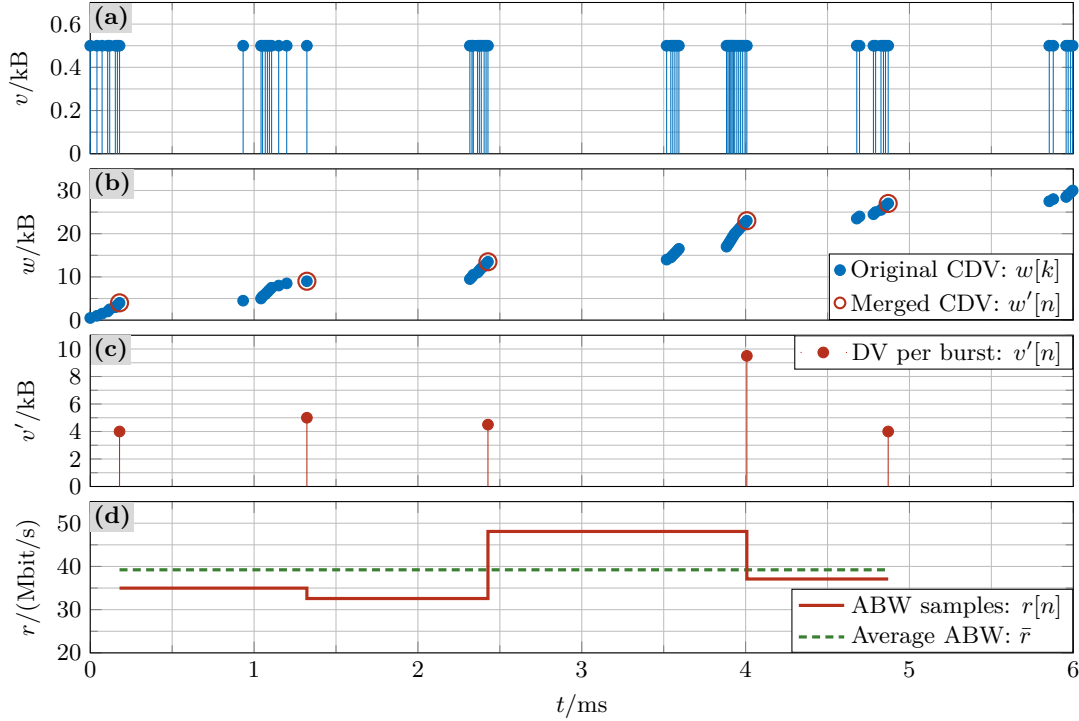 (a)
0.6
0.4
0.2
0
v/kB
(b)
30
20
10
0
w/kB
Original CDV: w[k]
Merged CDV: w′[n]
(c)
10
8
6
4
2
0
v′/kB
DV per burst: v′[n]
(d)
50
40
30
20
r/(Mbit/s)
ABW samples: r[n]
Average ABW: r̄
0 1 2 3 4 5 6
t/ms